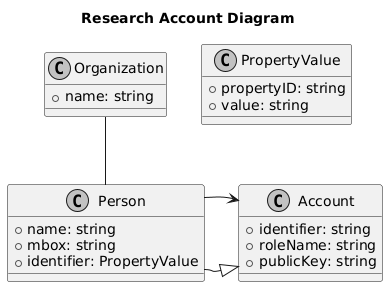 Research Account Diagram
C Organization
name: string
C PropertyValue
propertyID: string
value: string
C Person
name: string
mbox: string
identifier: PropertyValue
C Account
identifier: string
roleName: string
publicKey: string